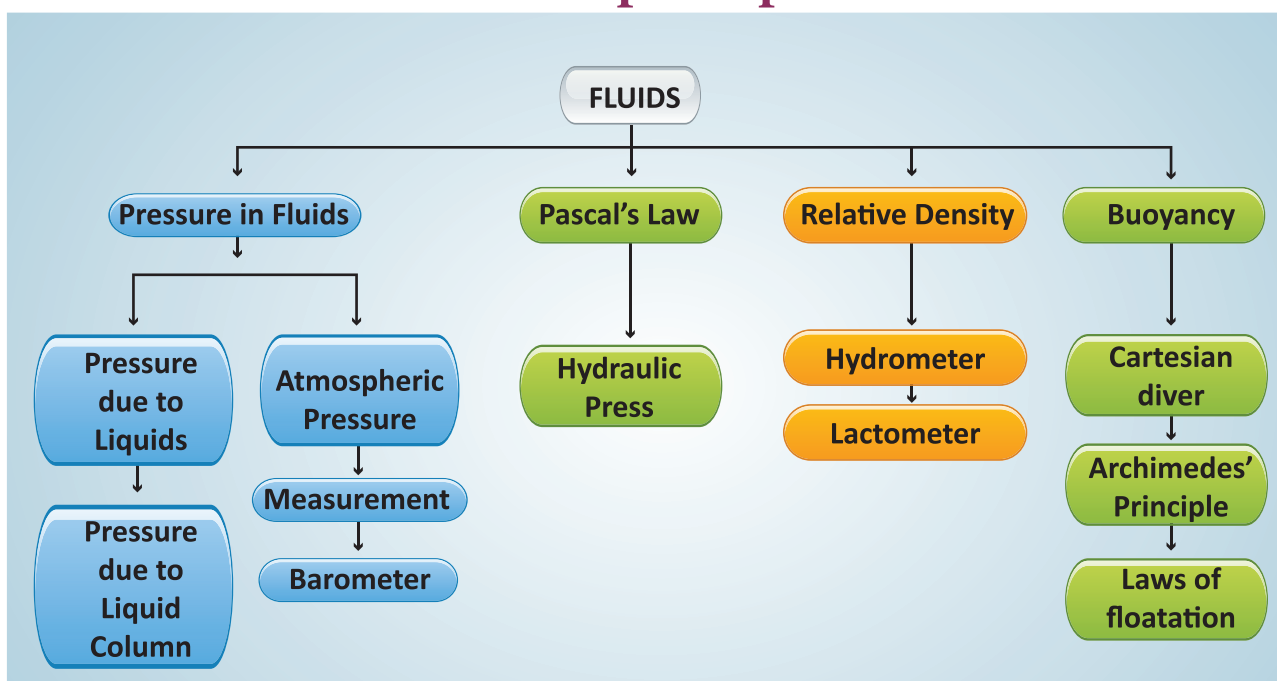 FLUIDS
Pressure in Fluids
Pascal's Law
Relative Density
Buoyancy
Pressure
due to
Liquids
Atmospheric
Pressure
Hydraulic
Press
Hydrometer
Cartesian
diver
Lactometer
Measurement
Archimedes'
Principle
Pressure
due to
Liquid
Column
Barometer
Laws of
floatation